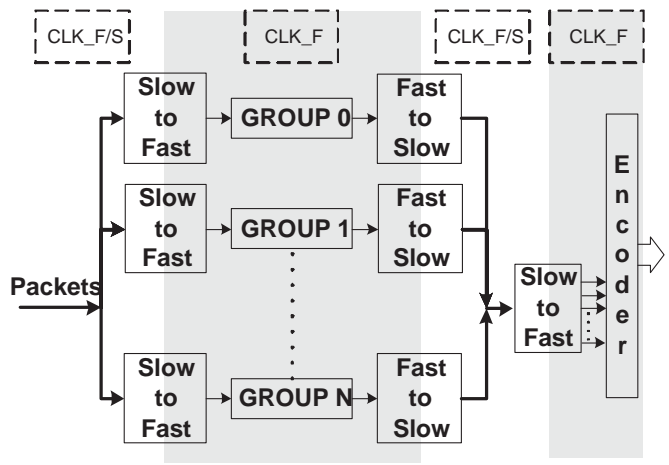 CLK_F/S
CLK_F
CLK_F/S
CLK_F
Slow
to
Fast
GROUP 0
Fast
to
Slow
Slow
to
Fast
GROUP 1
Fast
to
Slow
Packets
Slow
to
Fast
Encoder
Slow
to
Fast
GROUP N
Fast
to
Slow